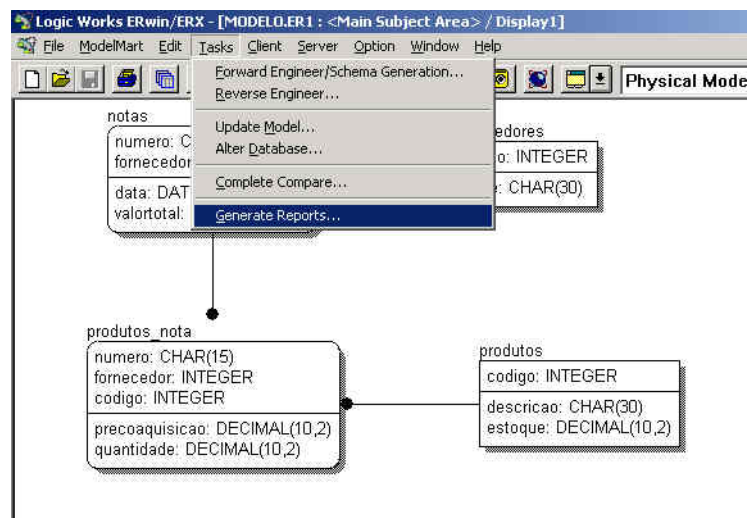 Logic Works ERwin/ERX - [MODELO.ER1 : <Main Subject Area> / Display1]
File ModelMart Edit Tasks Client Server Option Window Help
Physical Mode
Forward Engineer/Schema Generation...
Reverse Engineer...
Update Model...
Alter Database...
Complete Compare...
Generate Reports...
notas
numero: C
fornecedor
data: DAT
valortotal:
edores
o: INTEGER
: CHAR(30)
produtos_nota
numero: CHAR(15)
fornecedor: INTEGER
codigo: INTEGER
precoaquisicao: DECIMAL(10,2)
quantidade: DECIMAL(10,2)
produtos
codigo: INTEGER
descricao: CHAR(30)
estoque: DECIMAL(10,2)